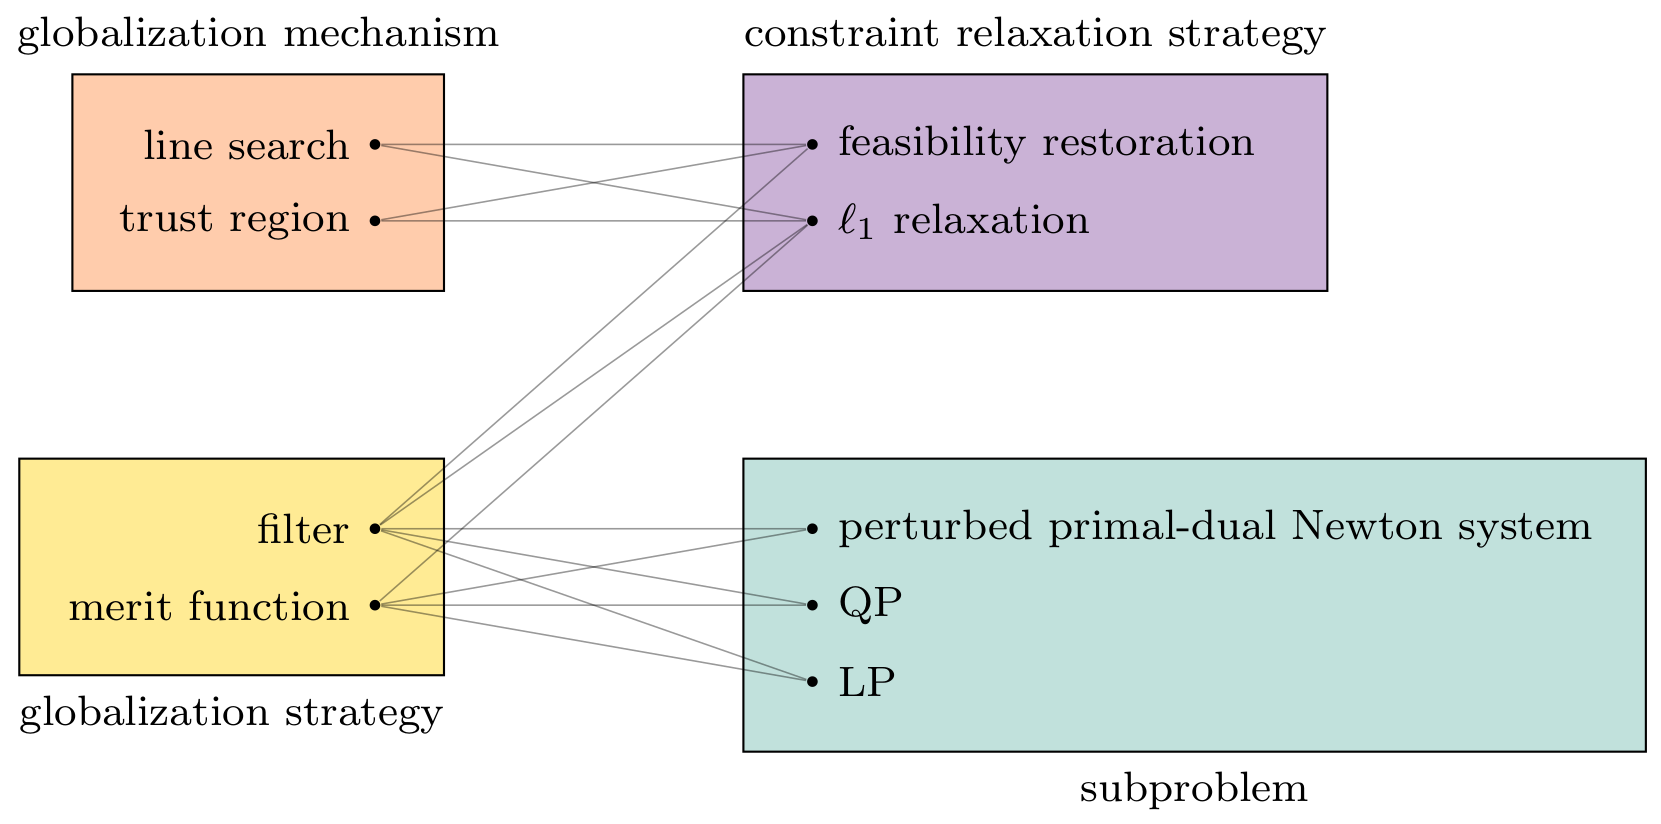 globalization mechanism
line search
trust region
constraint relaxation strategy
feasibility restoration
ℓ₁ relaxation
filter
merit function
globalization strategy
perturbed primal-dual Newton system
QP
LP
subproblem